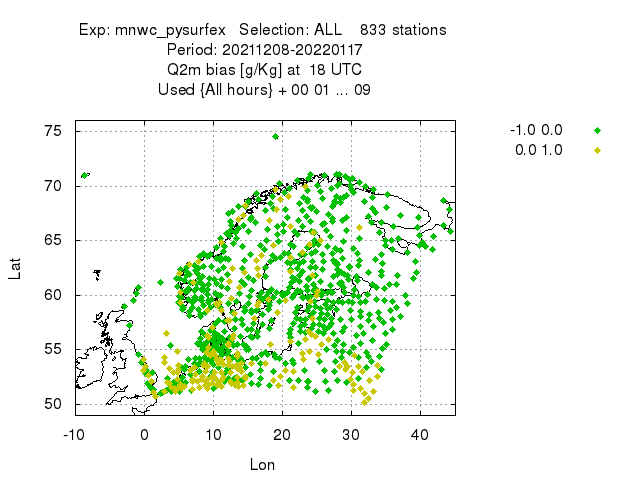 Exp: mnwc_pysurfex   Selection: ALL    833 stations
Period: 20211208-20220117
Q2m bias [g/Kg] at  18 UTC
Used {All hours} + 00 01 ... 09
-1.0 0.0
0.0 1.0
75
70
65
60
55
50
Lat
-10 0 10 20 30 40
Lon